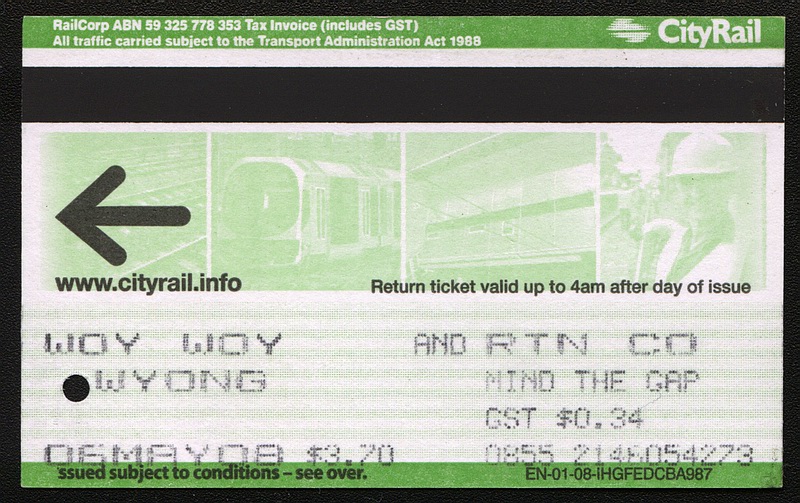 RailCorp ABN 59 325 778 353 Tax Invoice (includes GST)
All traffic carried subject to the Transport Administration Act 1988
CityRail
www.cityrail.info
Return ticket valid up to 4am after day of issue
WOY WOY AND RTN CO
WYONG MIND THE GAP
GST $0.34
06MAY08 $3.70 0855 2146054273
ssued subject to conditions – see over.
EN-01-08-iHGFEDCBA987